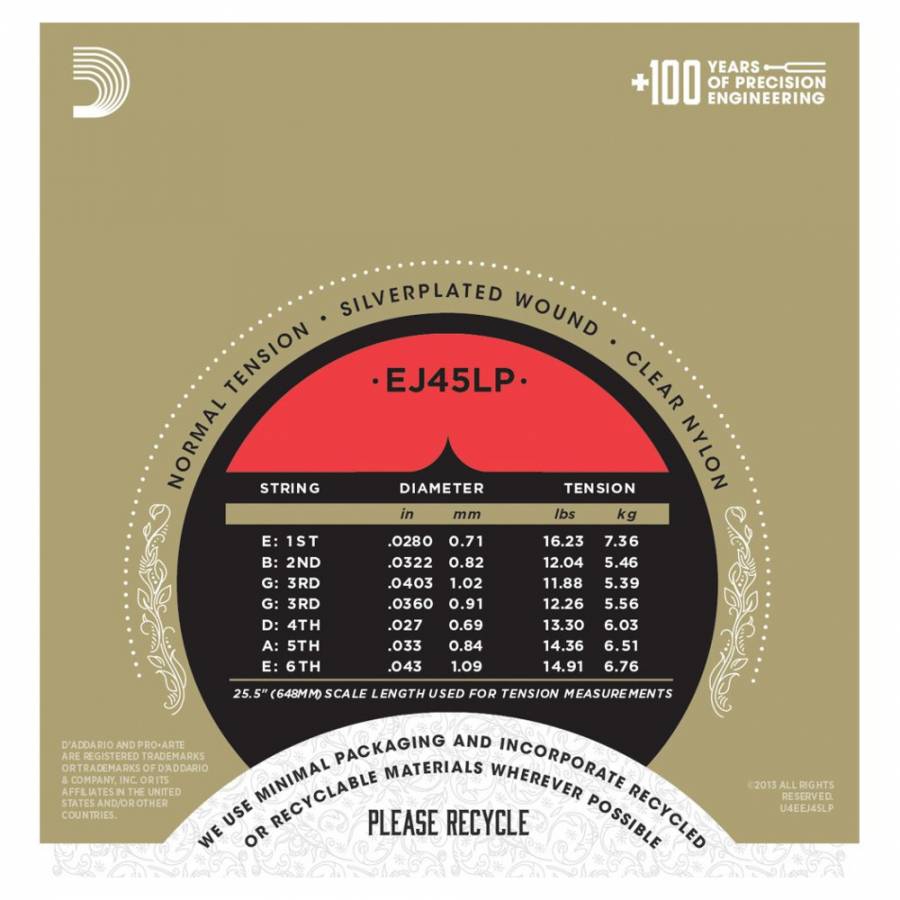 +100 YEARS
OF PRECISION
ENGINEERING
NORMAL TENSION • SILVERPLATED WOUND • CLEAR NYLON
·EJ45LP·
STRING DIAMETER TENSION
in mm lbs kg
E: 1ST .0280 0.71 16.23 7.36
B: 2ND .0322 0.82 12.04 5.46
G: 3RD .0403 1.02 11.88 5.39
G: 3RD .0360 0.91 12.26 5.56
D: 4TH .027 0.69 13.30 6.03
A: 5TH .033 0.84 14.36 6.51
E: 6TH .043 1.09 14.91 6.76
25.5" (648MM) SCALE LENGTH USED FOR TENSION MEASUREMENTS
WE USE MINIMAL PACKAGING AND INCORPORATE RECYCLED
OR RECYCLABLE MATERIALS WHEREVER POSSIBLE
PLEASE RECYCLE
D'ADDARIO AND PRO•ARTE
ARE REGISTERED TRADEMARKS
OR TRADEMARKS OF D'ADDARIO
& COMPANY, INC. OR ITS
AFFILIATES IN THE UNITED
STATES AND/OR OTHER
COUNTRIES.
©2013 ALL RIGHTS
RESERVED.
U4EEJ45LP